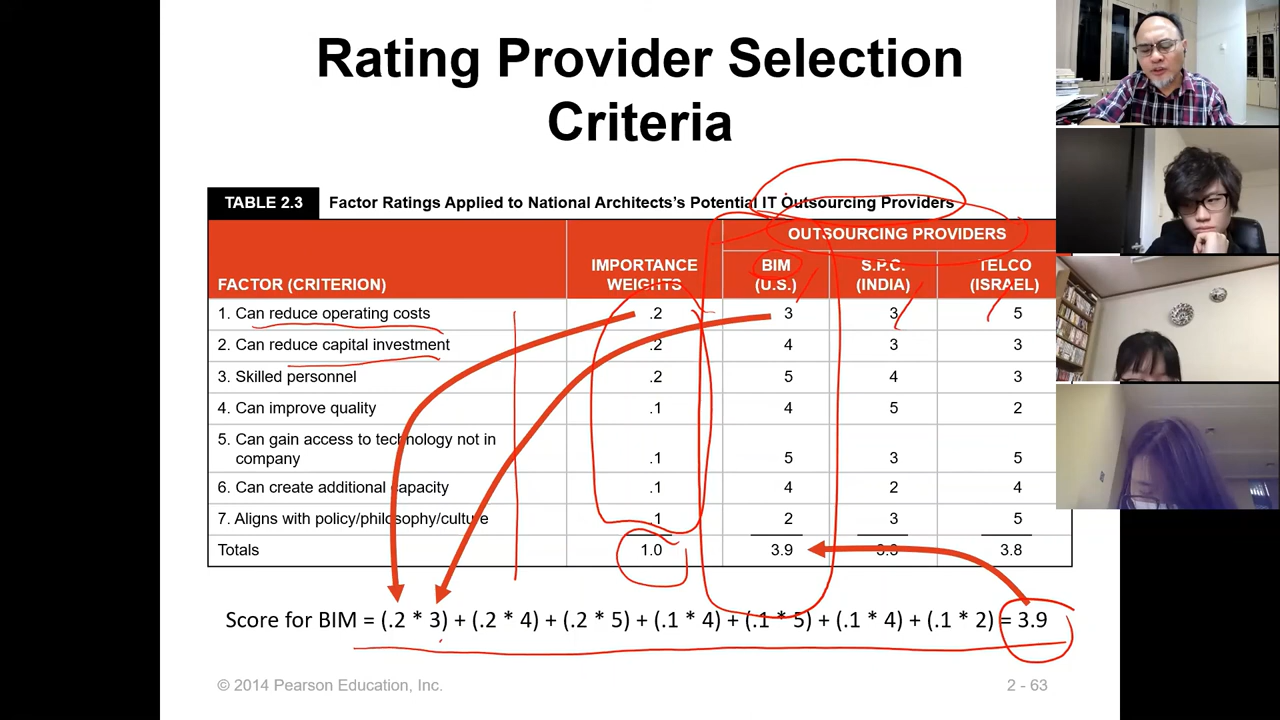 Rating Provider Selection
Criteria
TABLE 2.3 Factor Ratings Applied to National Architects's Potential IT Outsourcing Providers
OUTSOURCING PROVIDERS
FACTOR (CRITERION) IMPORTANCE WEIGHTS BIM (U.S.) S.P.C. (INDIA) TELCO (ISRAEL)
1. Can reduce operating costs .2 3 3 5
2. Can reduce capital investment .2 4 3 3
3. Skilled personnel .2 5 4 3
4. Can improve quality .1 4 5 2
5. Can gain access to technology not in
company .1 5 3 5
6. Can create additional capacity .1 4 2 4
7. Aligns with policy/philosophy/culture .1 2 3 5
Totals 1.0 3.9 3.8
Score for BIM = (.2 * 3) + (.2 * 4) + (.2 * 5) + (.1 * 4) + (.1 * 5) + (.1 * 4) + (.1 * 2) = 3.9
© 2014 Pearson Education, Inc. 2 - 63